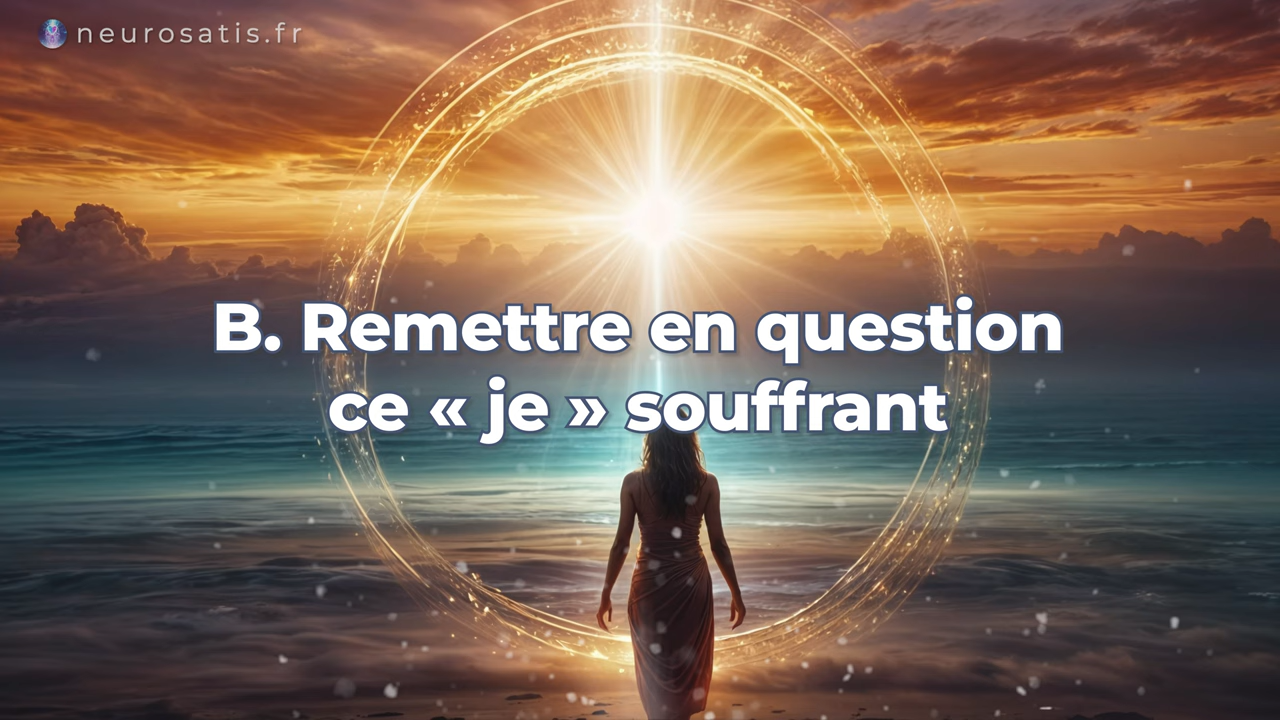 neurosatis.fr
B. Remettre en question
ce « je » souffrant